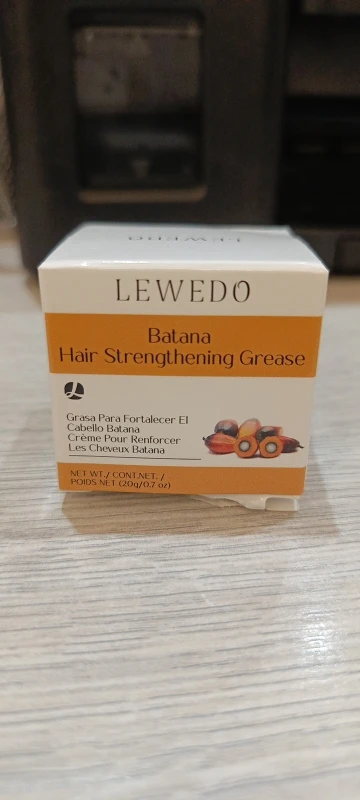 LEWEDO
LEWEDO
Batana
Hair Strengthening Grease
Grasa Para Fortalecer El
Cabello Batana
Crème Pour Renforcer
Les Cheveux Batana
NET WT./ CONT.NET. /
POIDS NET (20g/0.7 oz)